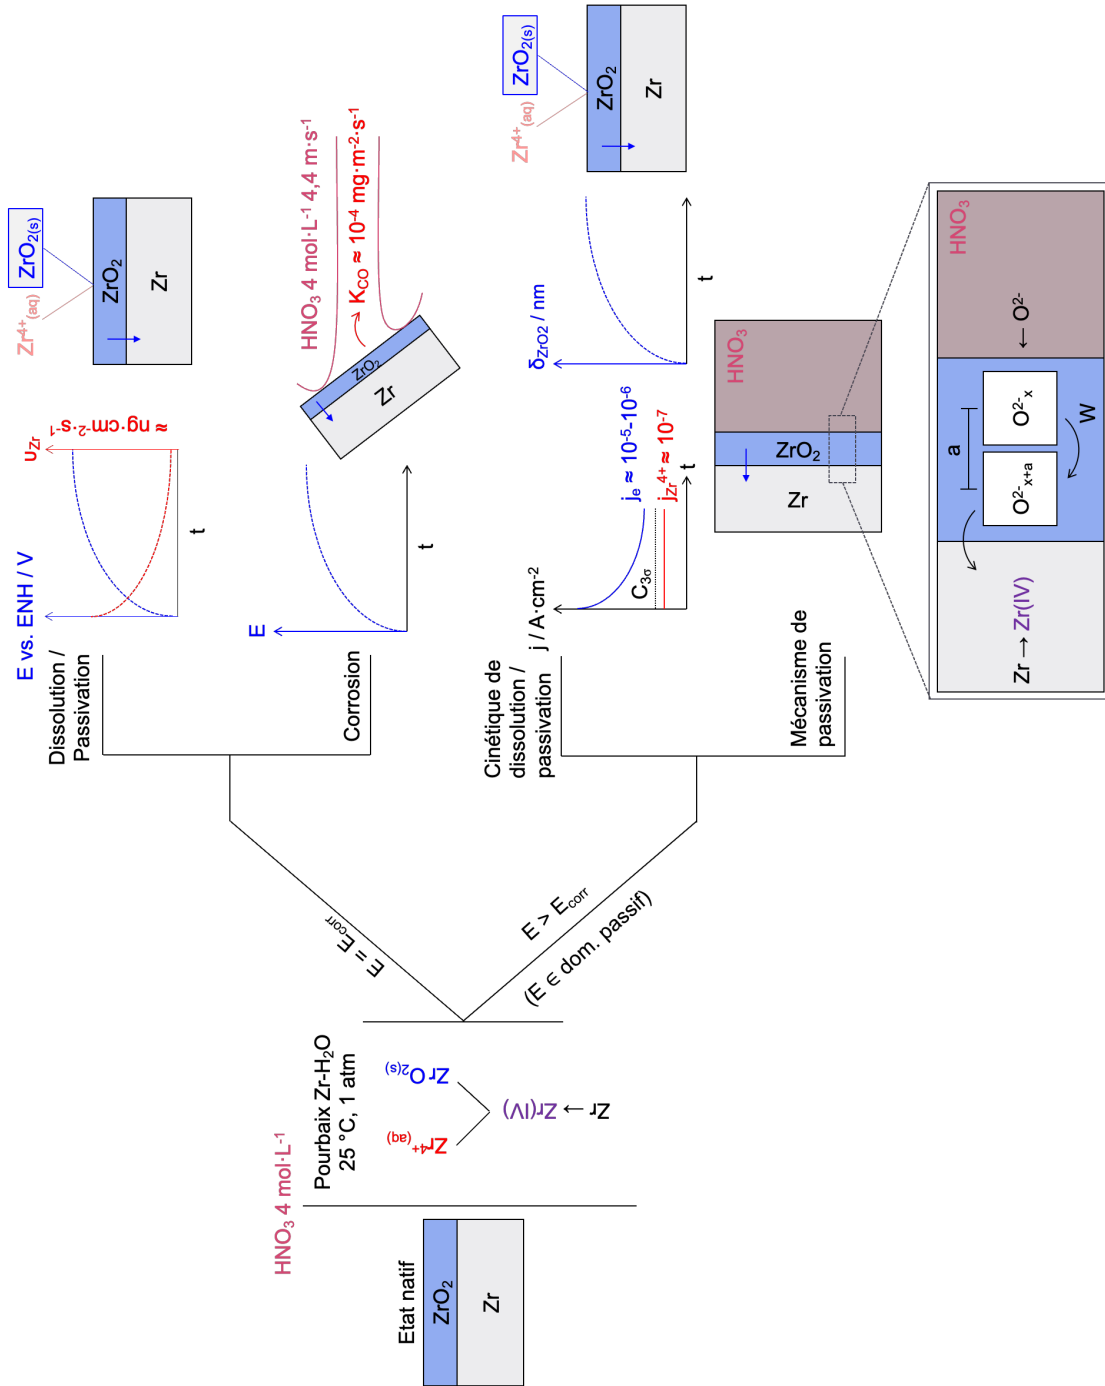 Etat natif
ZrO₂
Zr
HNO₃ 4 mol·L⁻¹
Pourbaix Zr-H₂O
25 °C, 1 atm
Zr⁴⁺(aq)
ZrO₂(s)
Zr → Zr(IV)
E = Ecorr
E > Ecorr
(E ∈ dom. passif)
Dissolution /
Passivation
E vs. ENH / V
υZr
≈ ng·cm⁻²·s⁻¹
t
Zr⁴⁺(aq)
ZrO₂(s)
ZrO₂
Zr
Corrosion
E
t
HNO₃ 4 mol·L⁻¹ 4,4 m·s⁻¹
KCO ≈ 10⁻⁴ mg·m⁻²·s⁻¹
ZrO₂
Zr
Cinétique de
dissolution /
passivation
j / A·cm⁻²
je ≈ 10⁻⁵-10⁻⁶
C3σ
jZr⁴⁺ ≈ 10⁻⁷
t
δZrO2 / nm
t
Zr⁴⁺(aq)
ZrO₂(s)
ZrO₂
Zr
Mécanisme de
passivation
Zr
ZrO₂
HNO₃
HNO₃
a
Zr → Zr(IV)
O²⁻x+a
O²⁻x
← O²⁻
W